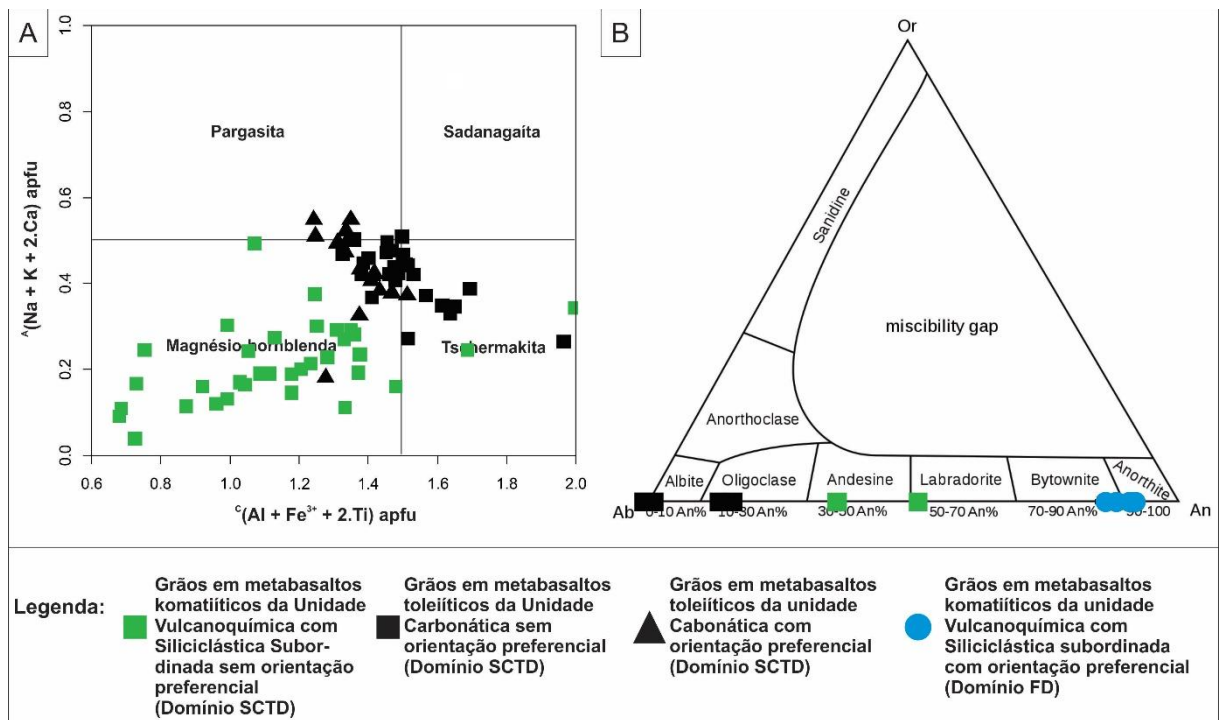 A
1.0
0.8
0.6
0.4
0.2
0.0
ᴬ(Na + K + 2.Ca) apfu
Pargasita
Sadanagaíta
Magnésio-hornblenda
Tschermakita
0.6
0.8
1.0
1.2
1.4
1.6
1.8
2.0
ᶜ(Al + Fe³⁺ + 2.Ti) apfu
B
Or
Sanidine
miscibility gap
Anorthoclase
Albite
Oligoclase
Andesine
Labradorite
Bytownite
Anorthite
Ab
0-10 An%
10-30 An%
30-50 An%
50-70 An%
70-90 An%
90-100
An
Legenda:
Grãos em metabasaltos
komatiíticos da Unidade
Vulcanoquímica com
Siliciclástica Subor-
dinada sem orientação
preferencial
(Domínio SCTD)
Grãos em metabasaltos
toleiíticos da Unidade
Carbonática sem
orientação preferencial
(Domínio SCTD)
Grãos em metabasaltos
toleiíticos da unidade
Cabonática com
orientação preferencial
(Domínio SCTD)
Grãos em metabasaltos
komatiíticos da unidade
Vulcanoquímica com
Siliciclástica subordinada
com orientação preferencial
(Domínio FD)